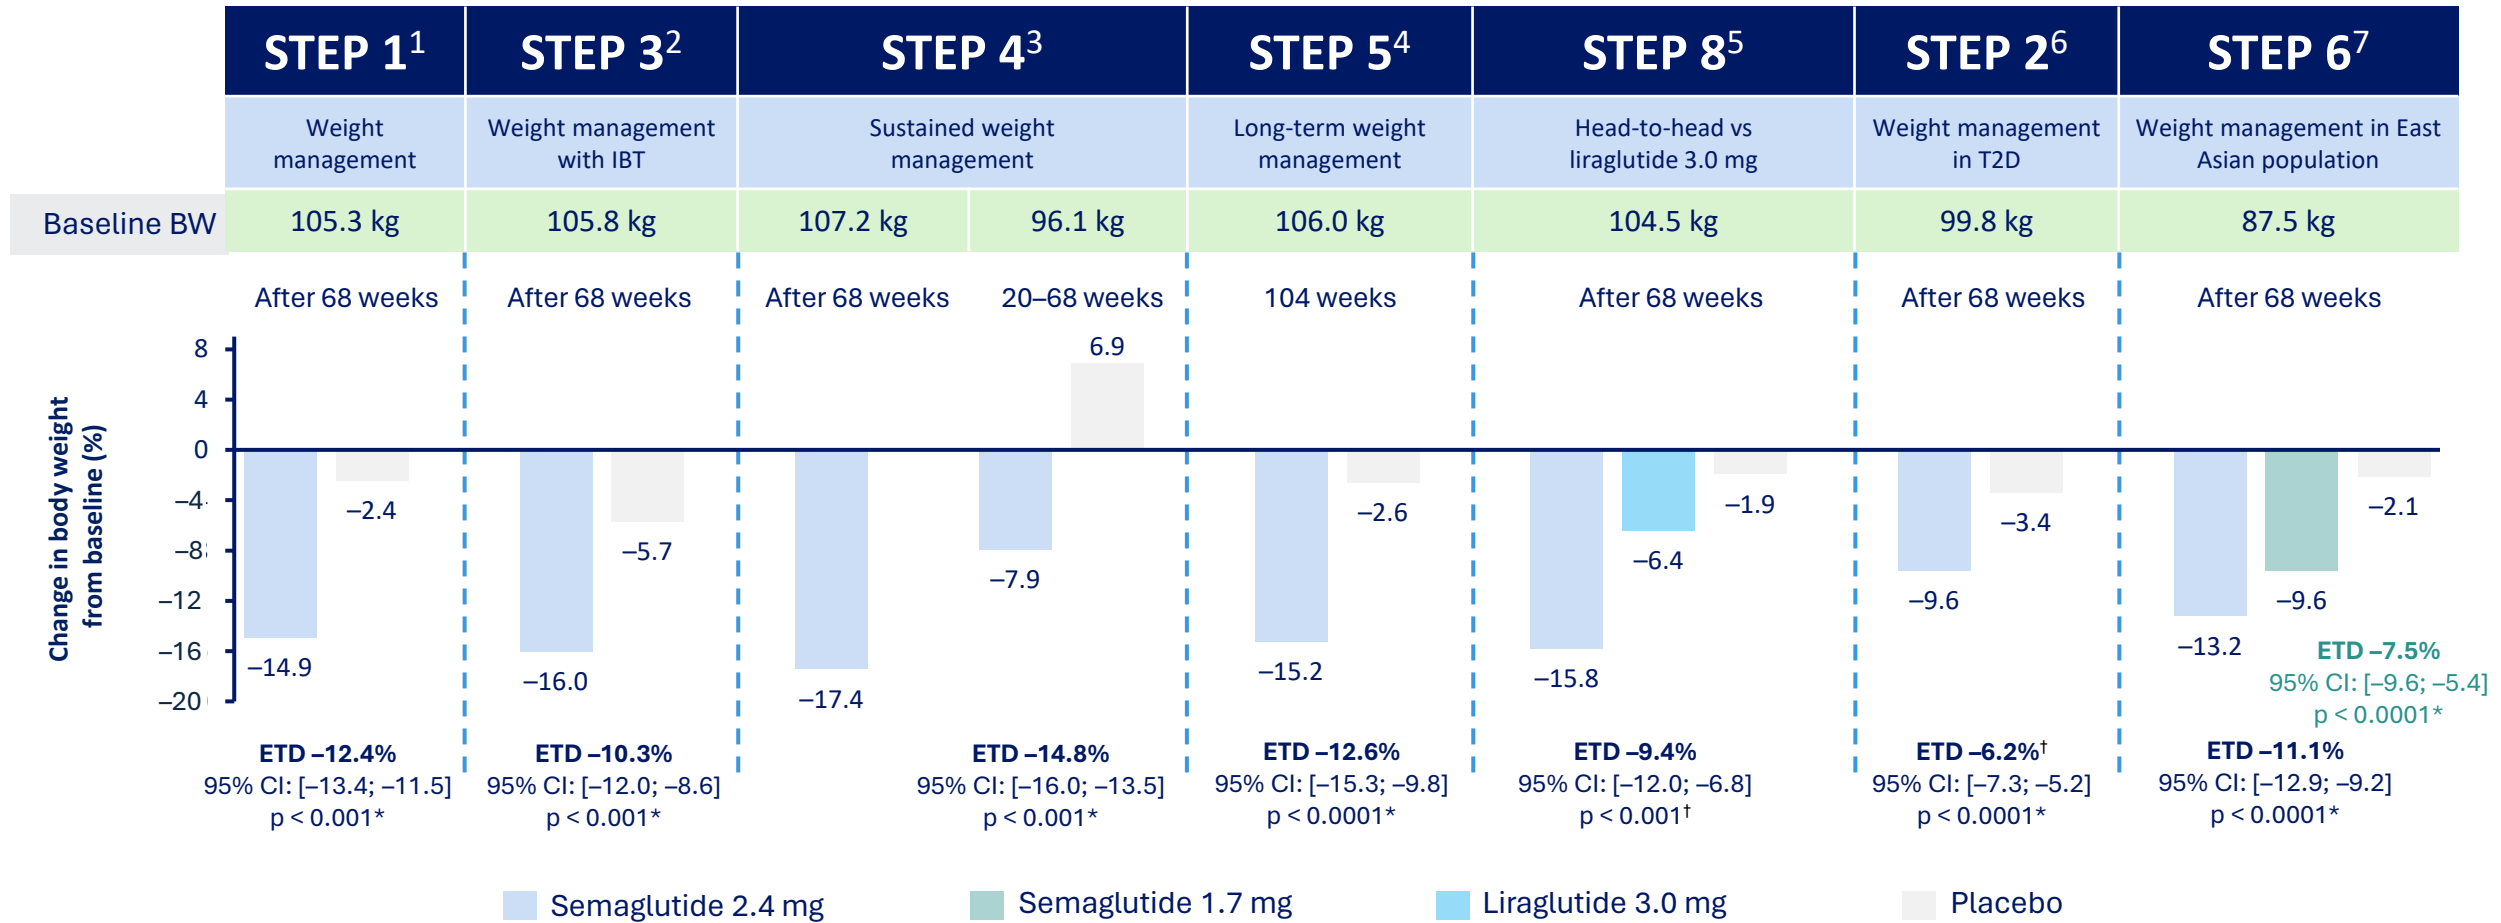 STEP 1¹ STEP 3² STEP 4³ STEP 5⁴ STEP 8⁵ STEP 2⁶ STEP 6⁷
Weight management
Weight management with IBT
Sustained weight management
Long-term weight management
Head-to-head vs liraglutide 3.0 mg
Weight management in T2D
Weight management in East Asian population
Baseline BW 105.3 kg 105.8 kg 107.2 kg 96.1 kg 106.0 kg 104.5 kg 99.8 kg 87.5 kg
After 68 weeks After 68 weeks After 68 weeks 20–68 weeks 104 weeks After 68 weeks After 68 weeks After 68 weeks
Change in body weight
from baseline (%)
8
4
0
–4
–8
–12
–16
–20
–14.9
–2.4
–16.0
–5.7
–17.4
–7.9
6.9
–15.2
–2.6
–15.8
–6.4
–1.9
–9.6
–3.4
–13.2
–9.6
–2.1
ETD –7.5%
95% CI: [–9.6; –5.4]
p < 0.0001*
ETD –12.4%
95% CI: [–13.4; –11.5]
p < 0.001*
ETD –10.3%
95% CI: [–12.0; –8.6]
p < 0.001*
ETD –14.8%
95% CI: [–16.0; –13.5]
p < 0.001*
ETD –12.6%
95% CI: [–15.3; –9.8]
p < 0.0001*
ETD –9.4%
95% CI: [–12.0; –6.8]
p < 0.001†
ETD –6.2%†
95% CI: [–7.3; –5.2]
p < 0.0001*
ETD –11.1%
95% CI: [–12.9; –9.2]
p < 0.0001*
Semaglutide 2.4 mg Semaglutide 1.7 mg Liraglutide 3.0 mg Placebo